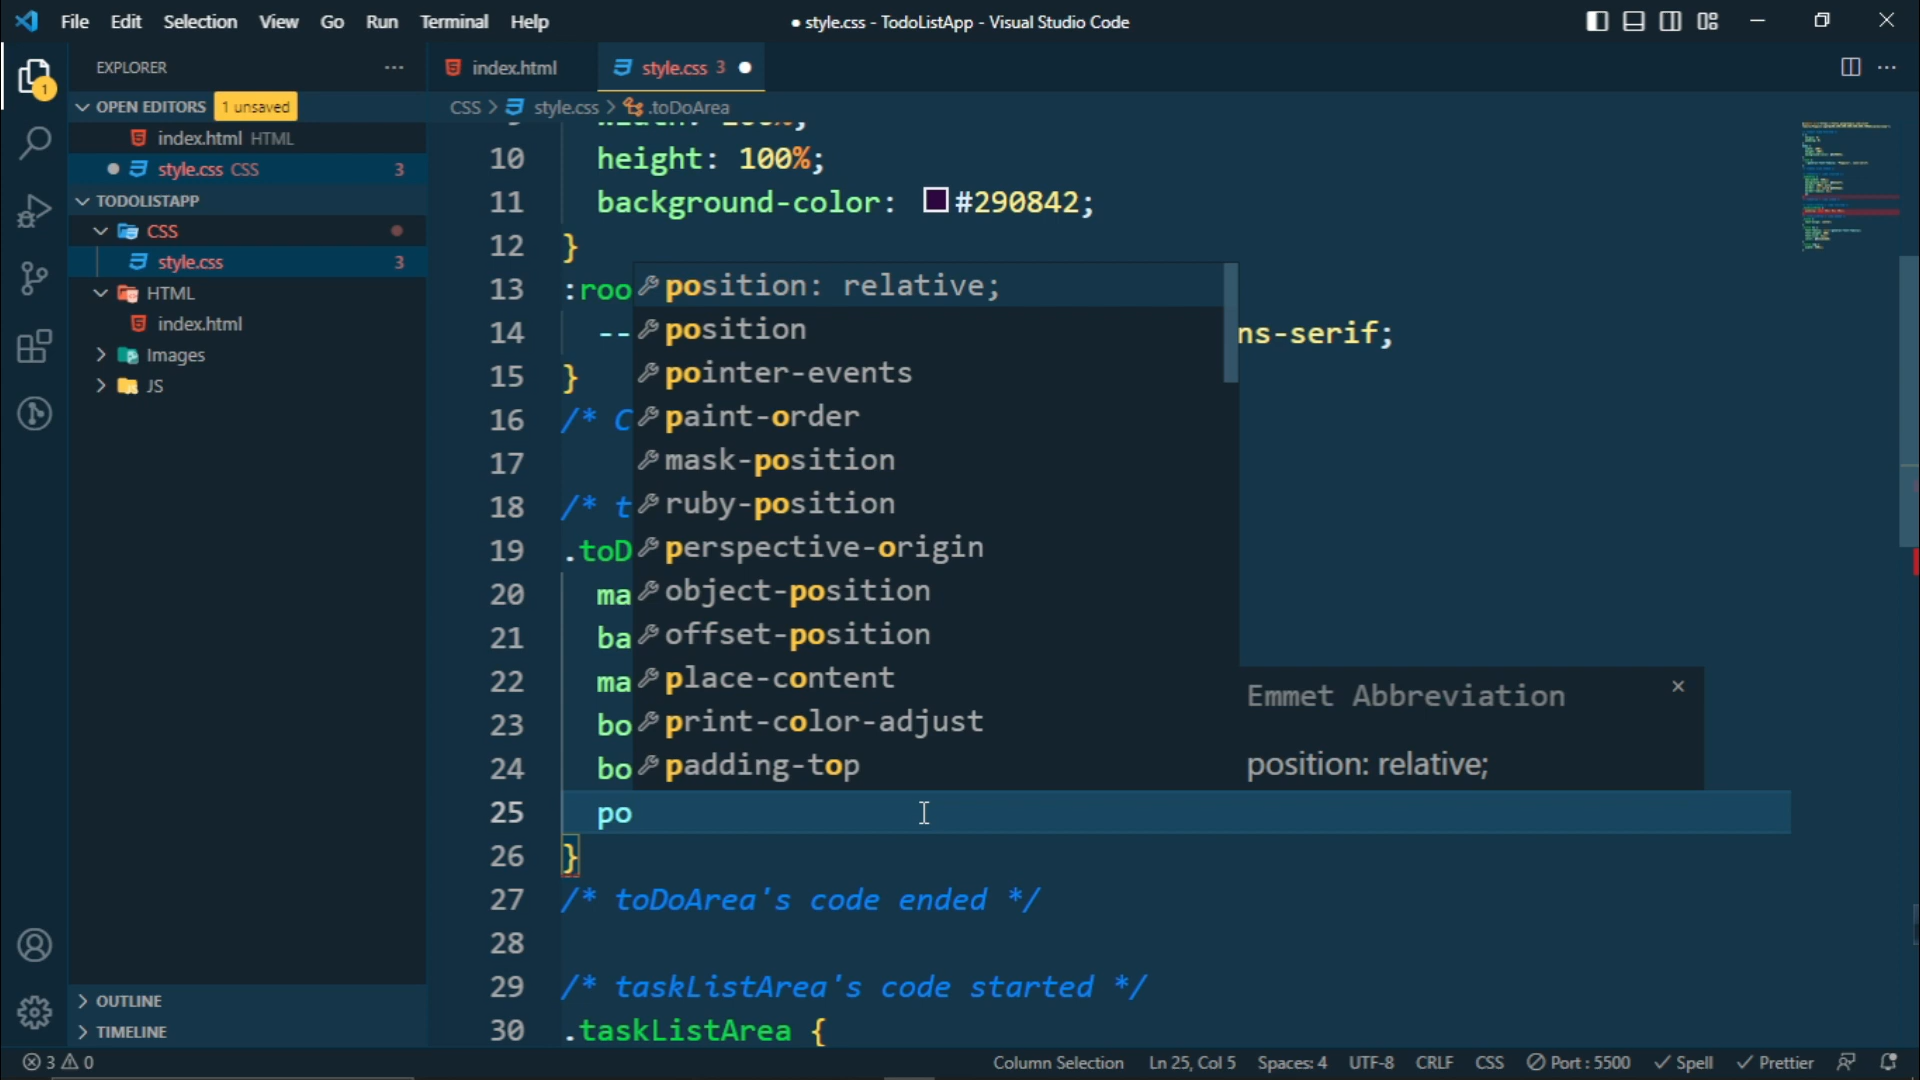 File Edit Selection View Go Run Terminal Help
● style.css - TodoListApp - Visual Studio Code
EXPLORER
OPEN EDITORS 1 unsaved
index.html HTML
style.css CSS 3
TODOLISTAPP
CSS
style.css 3
HTML
index.html
Images
JS
OUTLINE
TIMELINE
1
index.html
style.css 3
CSS > style.css > .toDoArea
10 height: 100%;
11 background-color: #290842;
12 }
13 :roo
14 -- ns-serif;
15 }
16 /* C
17
18 /* t
19 .toD
20 ma
21 ba
22 ma
23 bo
24 bo
25 po
26 }
27 /* toDoArea's code ended */
28
29 /* taskListArea's code started */
30 .taskListArea {
position: relative;
position
pointer-events
paint-order
mask-position
ruby-position
perspective-origin
object-position
offset-position
place-content
print-color-adjust
padding-top
Emmet Abbreviation
position: relative;
3 0
Column Selection Ln 25, Col 5 Spaces: 4 UTF-8 CRLF CSS Port : 5500 Spell Prettier